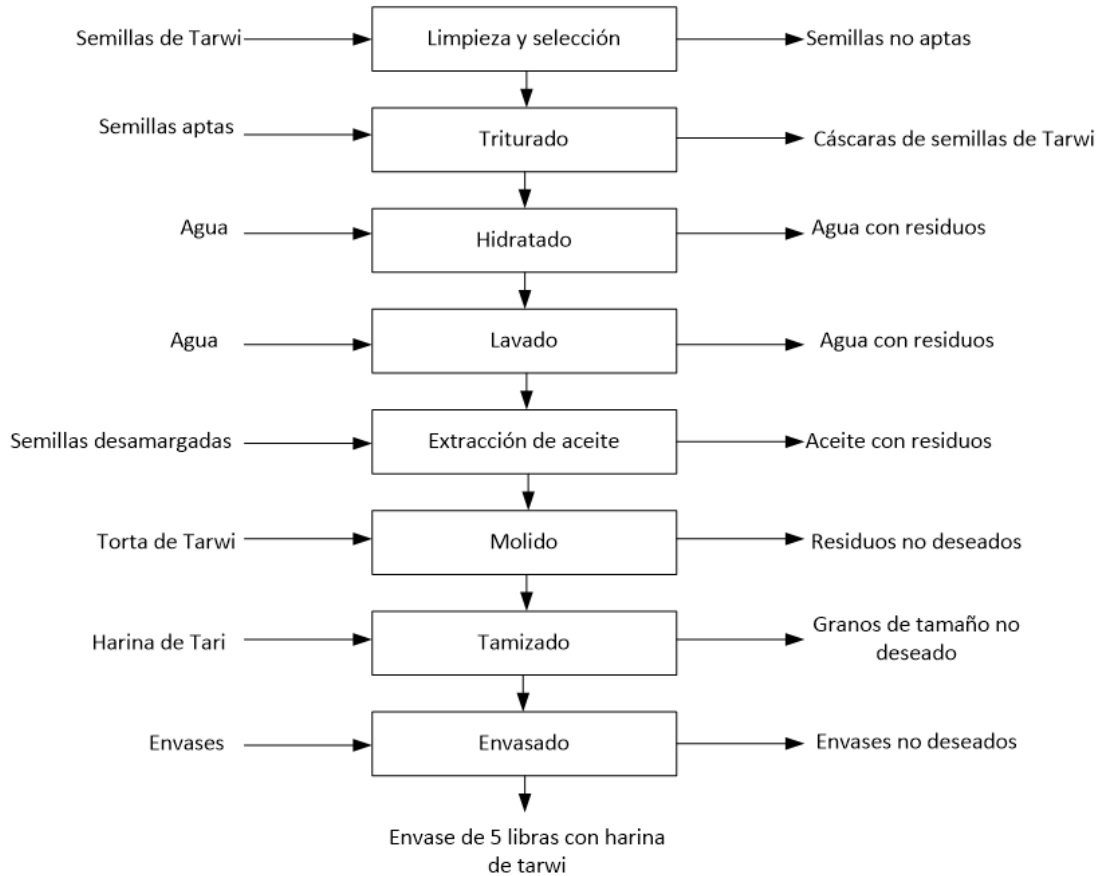 Semillas de Tarwi
Limpieza y selección
Semillas no aptas
Semillas aptas
Triturado
Cáscaras de semillas de Tarwi
Agua
Hidratado
Agua con residuos
Agua
Lavado
Agua con residuos
Semillas desamargadas
Extracción de aceite
Aceite con residuos
Torta de Tarwi
Molido
Residuos no deseados
Harina de Tari
Tamizado
Granos de tamaño no
deseado
Envases
Envasado
Envases no deseados
Envase de 5 libras con harina
de tarwi